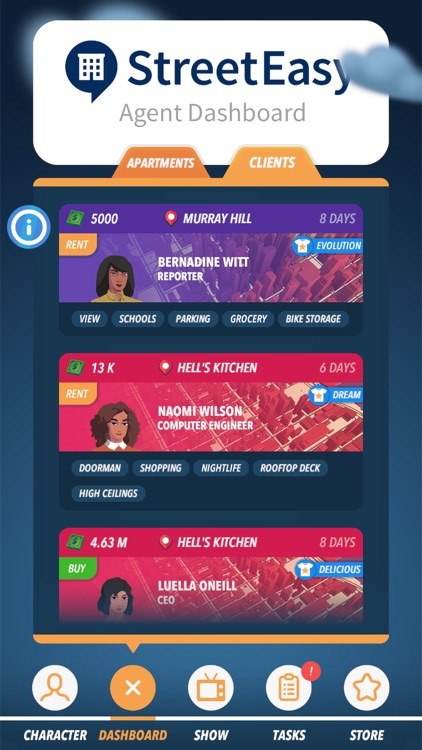 StreetEasy
Agent Dashboard
APARTMENTS
CLIENTS
5000 MURRAY HILL 8 DAYS
RENT
EVOLUTION
BERNADINE WITT
REPORTER
VIEW SCHOOLS PARKING GROCERY BIKE STORAGE
13 K HELL'S KITCHEN 6 DAYS
RENT
DREAM
NAOMI WILSON
COMPUTER ENGINEER
DOORMAN SHOPPING NIGHTLIFE ROOFTOP DECK
HIGH CEILINGS
4.63 M HELL'S KITCHEN 8 DAYS
BUY
DELICIOUS
LUELLA ONEILL
CEO
!
CHARACTER DASHBOARD SHOW TASKS STORE